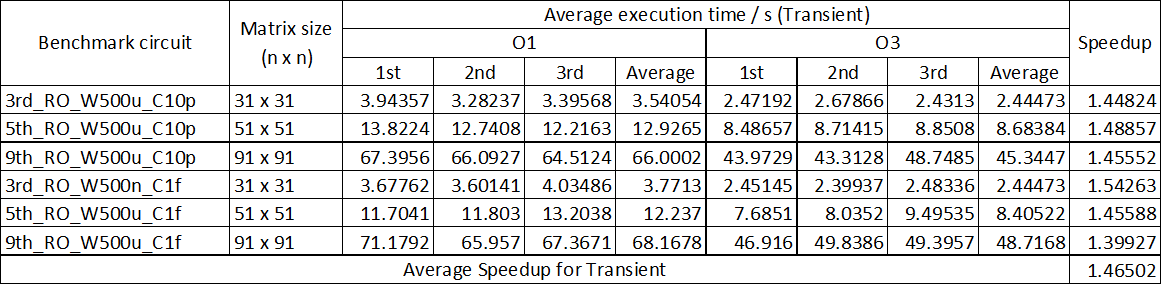 Benchmark circuit Matrix size (n x n) Average execution time / s (Transient) Speedup
O1 O3
1st 2nd 3rd Average 1st 2nd 3rd Average
3rd_RO_W500u_C10p 31 x 31 3.94357 3.28237 3.39568 3.54054 2.47192 2.67866 2.4313 2.44473 1.44824
5th_RO_W500u_C10p 51 x 51 13.8224 12.7408 12.2163 12.9265 8.48657 8.71415 8.8508 8.68384 1.48857
9th_RO_W500u_C10p 91 x 91 67.3956 66.0927 64.5124 66.0002 43.9729 43.3128 48.7485 45.3447 1.45552
3rd_RO_W500n_C1f 31 x 31 3.67762 3.60141 4.03486 3.7713 2.45145 2.39937 2.48336 2.44473 1.54263
5th_RO_W500u_C1f 51 x 51 11.7041 11.803 13.2038 12.237 7.6851 8.0352 9.49535 8.40522 1.45588
9th_RO_W500u_C1f 91 x 91 71.1792 65.957 67.3671 68.1678 46.916 49.8386 49.3957 48.7168 1.39927
Average Speedup for Transient 1.46502